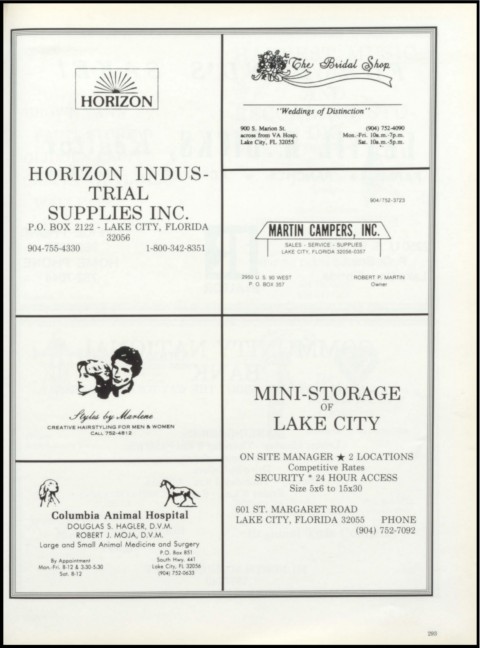 HORIZON
HORIZON INDUS-
TRIAL
SUPPLIES INC.
P.O. BOX 2122 - LAKE CITY, FLORIDA
32056
904-755-4330 1-800-342-8351
The Bridal Shop
"Weddings of Distinction"
900 S. Marion St. (904) 752-4090
across from VA Hosp. Mon.-Fri. 10a.m.-7p.m.
Lake City, FL 32055 Sat. 10a.m.-5p.m.
904/752-3723
MARTIN CAMPERS, INC.
SALES - SERVICE - SUPPLIES
LAKE CITY, FLORIDA 32056-0357
2900 U.S. 90 WEST ROBERT P. MARTIN
P.O. BOX 357 Owner
Styles by Marlene
CREATIVE HAIRSTYLING FOR MEN & WOMEN
CALL 752-4813
MINI-STORAGE
OF
LAKE CITY
ON SITE MANAGER ★ 2 LOCATIONS
Competitive Rates
SECURITY * 24 HOUR ACCESS
Size 5x6 to 15x30
601 ST. MARGARET ROAD
LAKE CITY, FLORIDA 32055 PHONE
(904) 752-7092
Columbia Animal Hospital
DOUGLAS S. HAGLER, D.V.M.
ROBERT J. MOJA, D.V.M.
Large and Small Animal Medicine and Surgery
P.O. Box 851
By Appointment South Hwy. 441
Mon.-Fri. 8-12 & 3:30-5:30 Lake City, FL 32056
Sat. 8-12 (904) 752-0633